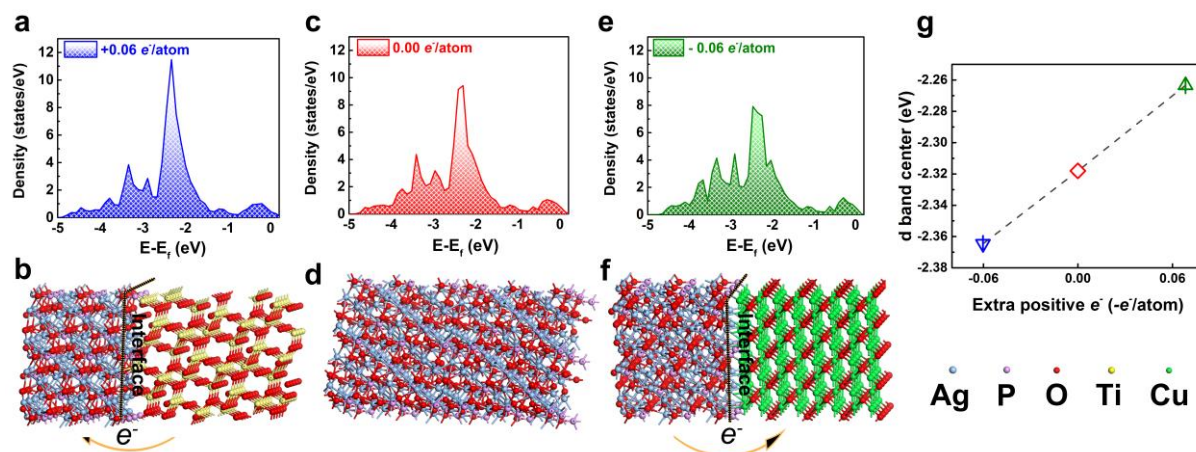 a
+0.06 e⁻/atom
Density (states/eV)
12
10
8
6
4
2
0
-5 -4 -3 -2 -1 0
E-E_f (eV)
c
0.00 e⁻/atom
Density (states/eV)
12
10
8
6
4
2
0
-5 -4 -3 -2 -1 0
E-E_f (eV)
e
- 0.06 e⁻/atom
Density (states/eV)
12
10
8
6
4
2
0
-5 -4 -3 -2 -1 0
E-E_f (eV)
g
d band center (eV)
-2.26
-2.28
-2.30
-2.32
-2.34
-2.36
-2.38
-0.06 0.00 0.06
Extra positive e⁻ (-e⁻/atom)
b
Interface
e⁻
d
f
Interface
e⁻
Ag P O Ti Cu